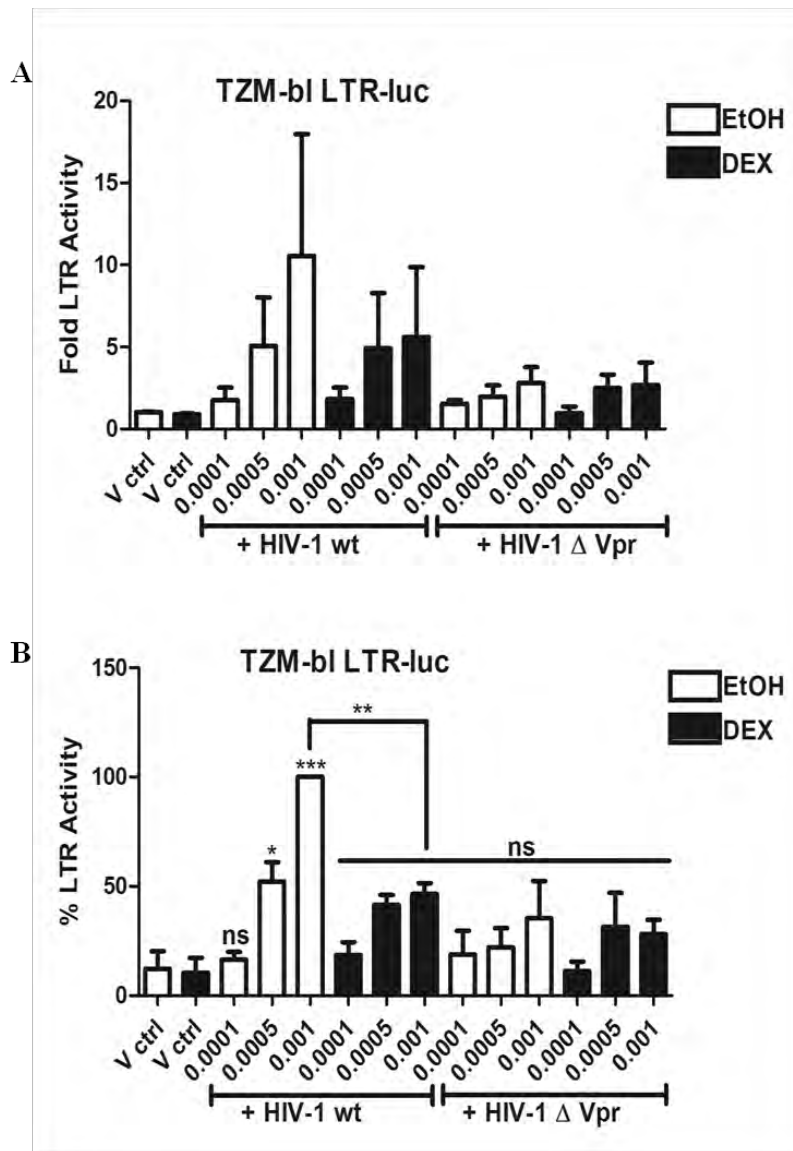 A
TZM-bl LTR-luc
EtOH
DEX
Fold LTR Activity
20
15
10
5
0
V ctrl
V ctrl
0.0001
0.0005
0.001
0.0001
0.0005
0.001
0.0001
0.0005
0.001
0.0001
0.0005
0.001
+ HIV-1 wt
+ HIV-1 Δ Vpr
B
TZM-bl LTR-luc
EtOH
DEX
% LTR Activity
150
100
50
0
ns
*
***
**
ns
V ctrl
V ctrl
0.0001
0.0005
0.001
0.0001
0.0005
0.001
0.0001
0.0005
0.001
0.0001
0.0005
0.001
+ HIV-1 wt
+ HIV-1 Δ Vpr